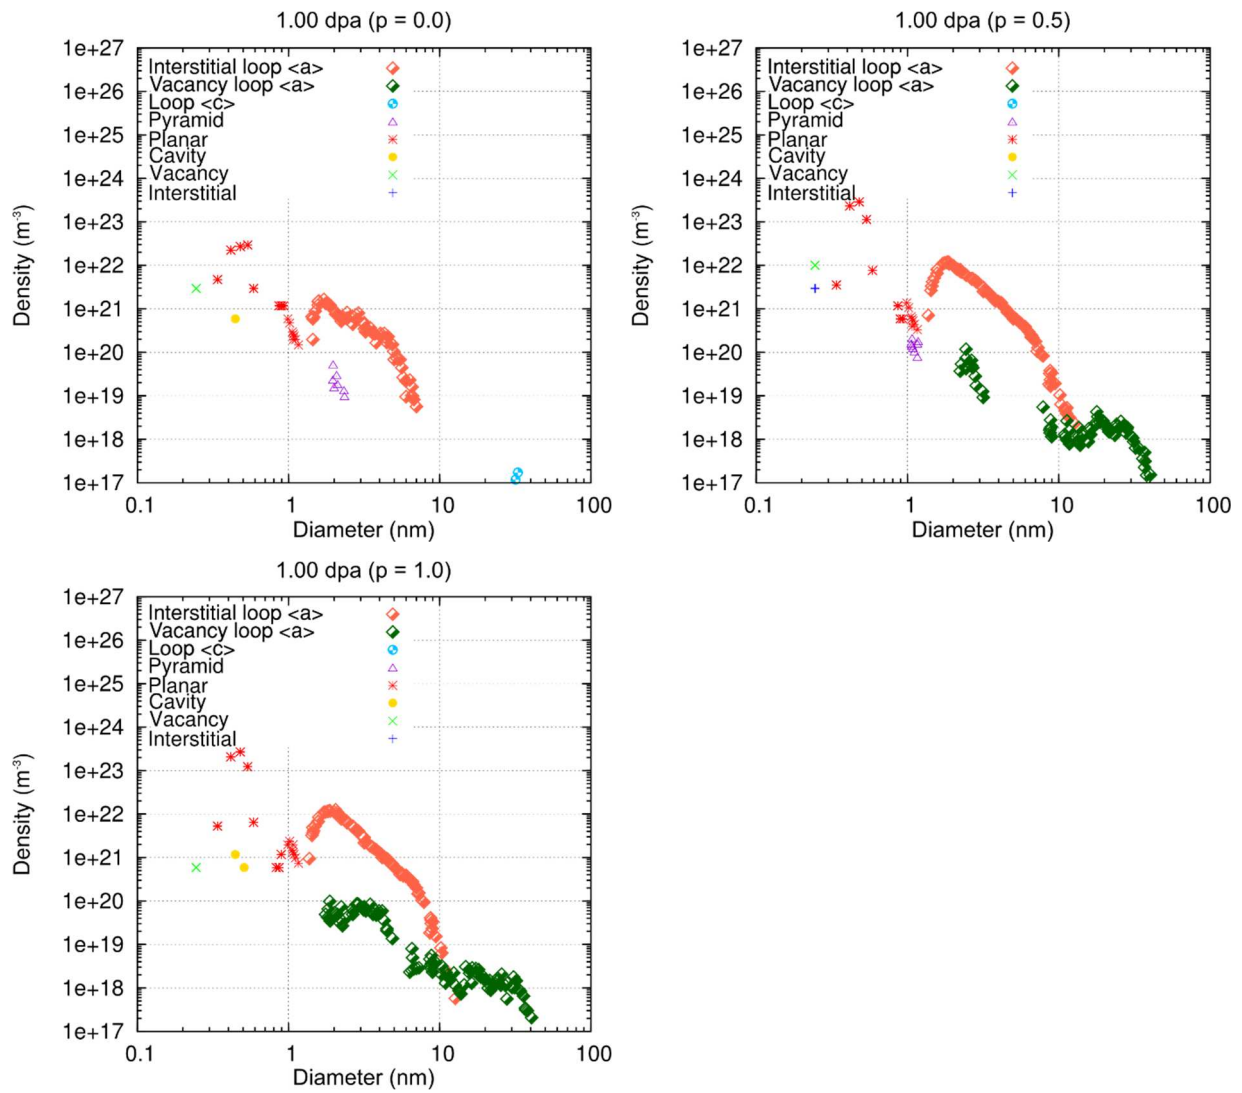 1.00 dpa (p = 0.0)
1e+27
1e+26
1e+25
1e+24
1e+23
1e+22
1e+21
1e+20
1e+19
1e+18
1e+17
Density (m⁻³)
Interstitial loop <a>
Vacancy loop <a>
Loop <c>
Pyramid
Planar
Cavity
Vacancy
Interstitial
0.1 1 10 100
Diameter (nm)
1.00 dpa (p = 0.5)
1e+27
1e+26
1e+25
1e+24
1e+23
1e+22
1e+21
1e+20
1e+19
1e+18
1e+17
Density (m⁻³)
Interstitial loop <a>
Vacancy loop <a>
Loop <c>
Pyramid
Planar
Cavity
Vacancy
Interstitial
0.1 1 10 100
Diameter (nm)
1.00 dpa (p = 1.0)
1e+27
1e+26
1e+25
1e+24
1e+23
1e+22
1e+21
1e+20
1e+19
1e+18
1e+17
Density (m⁻³)
Interstitial loop <a>
Vacancy loop <a>
Loop <c>
Pyramid
Planar
Cavity
Vacancy
Interstitial
0.1 1 10 100
Diameter (nm)